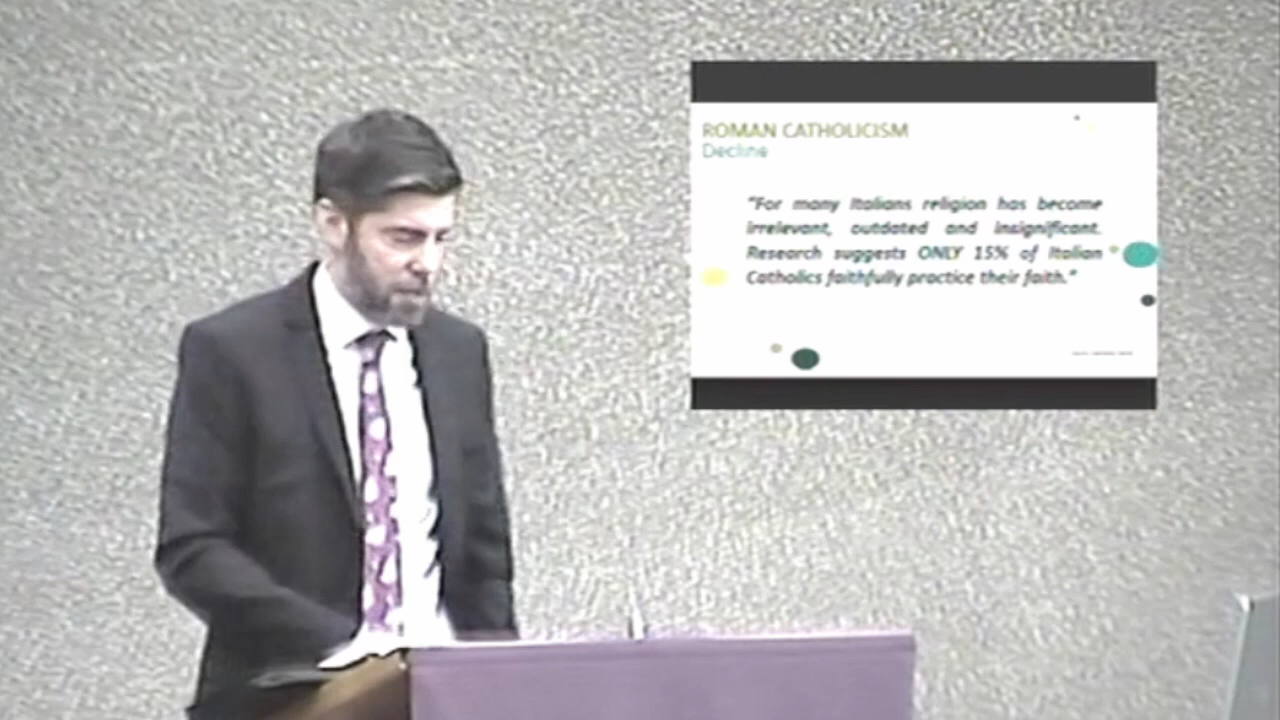 ROMAN CATHOLICISM
Decline
"For many Italians religion has become
irrelevant, outdated and insignificant.
Research suggests ONLY 15% of Italian
Catholics faithfully practice their faith."